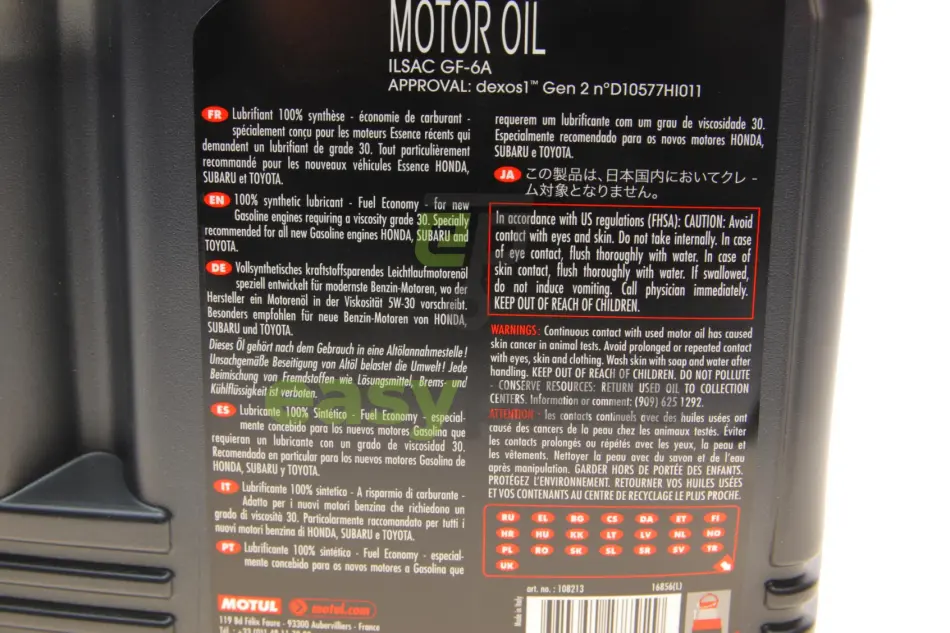 MOTOR OIL
ILSAC GF-6A
APPROVAL: dexos1™ Gen 2 n°D10577HI011
FR Lubrifiant 100% synthèse - économie de carburant -
spécialement conçu pour les moteurs Essence récents qui
demandent un lubrifiant de grade 30. Tout particulièrement
recommandé pour les nouveaux véhicules Essence HONDA,
SUBARU et TOYOTA.
EN 100% synthetic lubricant - Fuel Economy - for new
Gasoline engines requiring a viscosity grade 30. Specially
recommended for all new Gasoline engines HONDA, SUBARU and
TOYOTA.
DE Vollsynthetisches kraftstoffsparendes Leichtlaufmotorenöl
speziell entwickelt für modernste Benzin-Motoren, wo der
Hersteller ein Motorenöl in der Viskosität 5W-30 vorschreibt.
Besonders empfohlen für neue Benzin-Motoren von HONDA,
SUBARU und TOYOTA.
Dieses Öl gehört nach dem Gebrauch in eine Altölannahmestelle!
Unsachgemäße Beseitigung von Altöl belastet die Umwelt! Jede
Beimischung von Fremdstoffen wie Lösungsmittel, Brems- und
Kühlflüssigkeit ist verboten.
easy
ES Lubricante 100% Sintético - Fuel Economy - especial-
mente concebido para los nuevos motores Gasolina que
requieran un lubricante con un grado de viscosidad 30.
Recomendado en particular para los nuevos motores Gasolina de
HONDA, SUBARU y TOYOTA.
IT Lubrificante 100% sintetico - A risparmio di carburante -
Adatto per i nuovi motori benzina che richiedono un
grado di viscosità 30. Particolarmente raccomandato per tutti i
nuovi motori benzina di HONDA, SUBARU e TOYOTA.
PT Lubrificante 100% sintético - Fuel Economy - especial-
mente concebido para os novos motores a Gasolina que
requerem um lubrificante com um grau de viscosidade 30.
Especialmente recomendado para os novos motores HONDA,
SUBARU e TOYOTA.
JA この製品は、日本国内においてクレー
ム対象となりません。
In accordance with US regulations (FHSA): CAUTION: Avoid
contact with eyes and skin. Do not take internally. In case
of eye contact, flush thoroughly with water. In case of
skin contact, flush thoroughly with water. If swallowed,
do not induce vomiting. Call physician immediately.
KEEP OUT OF REACH OF CHILDREN.
WARNINGS: Continuous contact with used motor oil has caused
skin cancer in animal tests. Avoid prolonged or repeated contact
with eyes, skin and clothing. Wash skin with soap and water after
handling. KEEP OUT OF REACH OF CHILDREN. DO NOT POLLUTE
- CONSERVE RESOURCES: RETURN USED OIL TO COLLECTION
CENTERS. Information or comment: (909) 625 1292.
ATTENTION - les contacts continuels avec des huiles usées ont
causé des cancers de la peau chez les animaux testés. Éviter
les contacts prolongés ou répétés avec les yeux, la peau et
les vêtements. Nettoyer la peau avec du savon et de l'eau
après manipulation. GARDER HORS DE PORTÉE DES ENFANTS.
PROTÉGEZ L'ENVIRONNEMENT. RETOURNER VOS HUILES USÉES
ET VOS CONTENANTS AU CENTRE DE RECYCLAGE LE PLUS PROCHE.
RU EL BG CS DA ET FI
HR HU KK LT LV NL NO
PL RO SK SL SR SV TR
UK
art. no. : 108213 16856(L)
Made in Italy
MOTUL motul.com
119 Bd Félix Faure - 93300 Aubervilliers - France